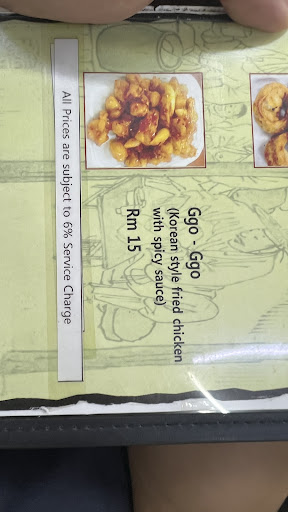 Ggo - Ggo
(Korean style fried chicken
with spicy sauce)
Rm 15
All Prices are subject to 6% Service Charge